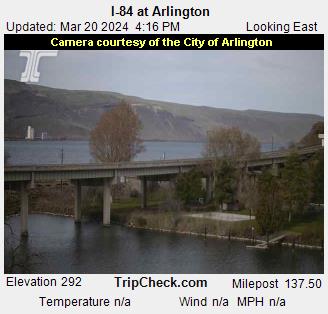 I-84 at Arlington
Updated: Mar 20 2024 4:16 PM Looking East
Camera courtesy of the City of Arlington
Elevation 292 TripCheck.com Milepost 137.50
Temperature n/a Wind n/a MPH n/a